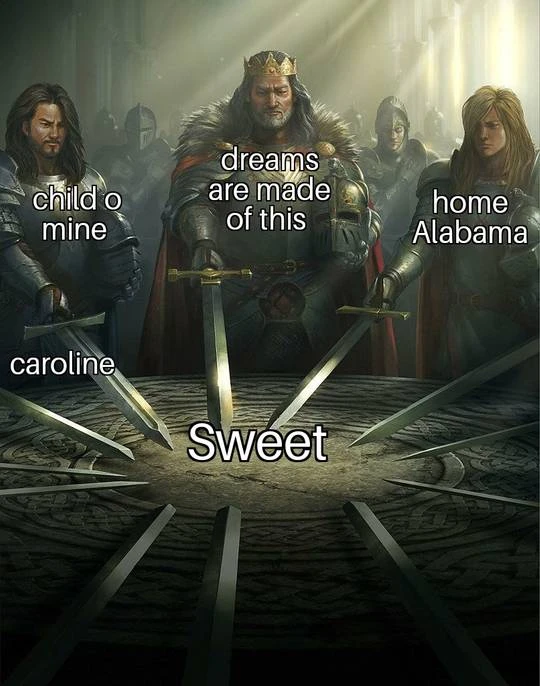 dreams
are made
of this
child o
mine
home
Alabama
caroline
Sweet